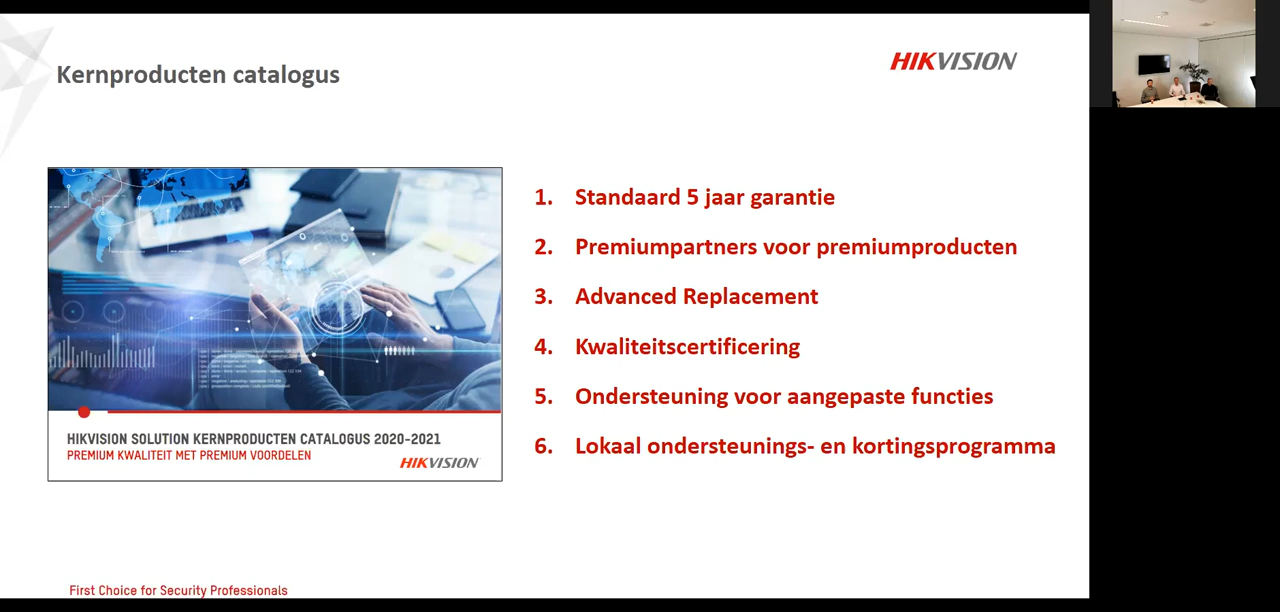 Kernproducten catalogus
HIKVISION
1. Standaard 5 jaar garantie
2. Premiumpartners voor premiumproducten
3. Advanced Replacement
4. Kwaliteitscertificering
5. Ondersteuning voor aangepaste functies
6. Lokaal ondersteunings- en kortingsprogramma
HIKVISION SOLUTION KERNPRODUCTEN CATALOGUS 2020-2021
PREMIUM KWALITEIT MET PREMIUM VOORDELEN
HIKVISION
First Choice for Security Professionals